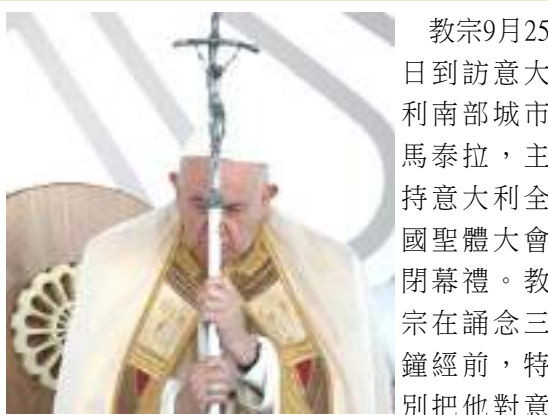 教宗9月25
日到訪意大
利南部城市
馬泰拉，主
持意大利全
國聖體大會
閉幕禮。教
宗在誦念三
鐘經前，特
別把他對意